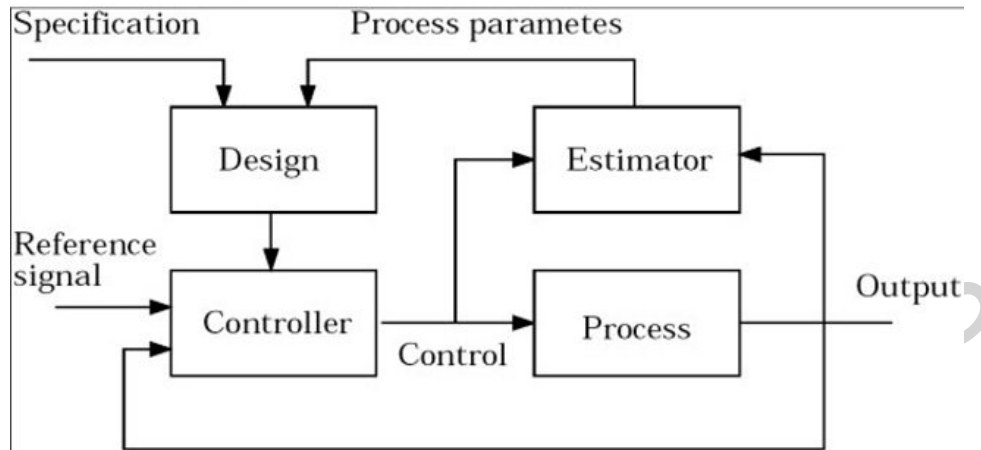 Specification
Process parametes
Design
Estimator
Reference
signal
Controller
Control
Process
Output